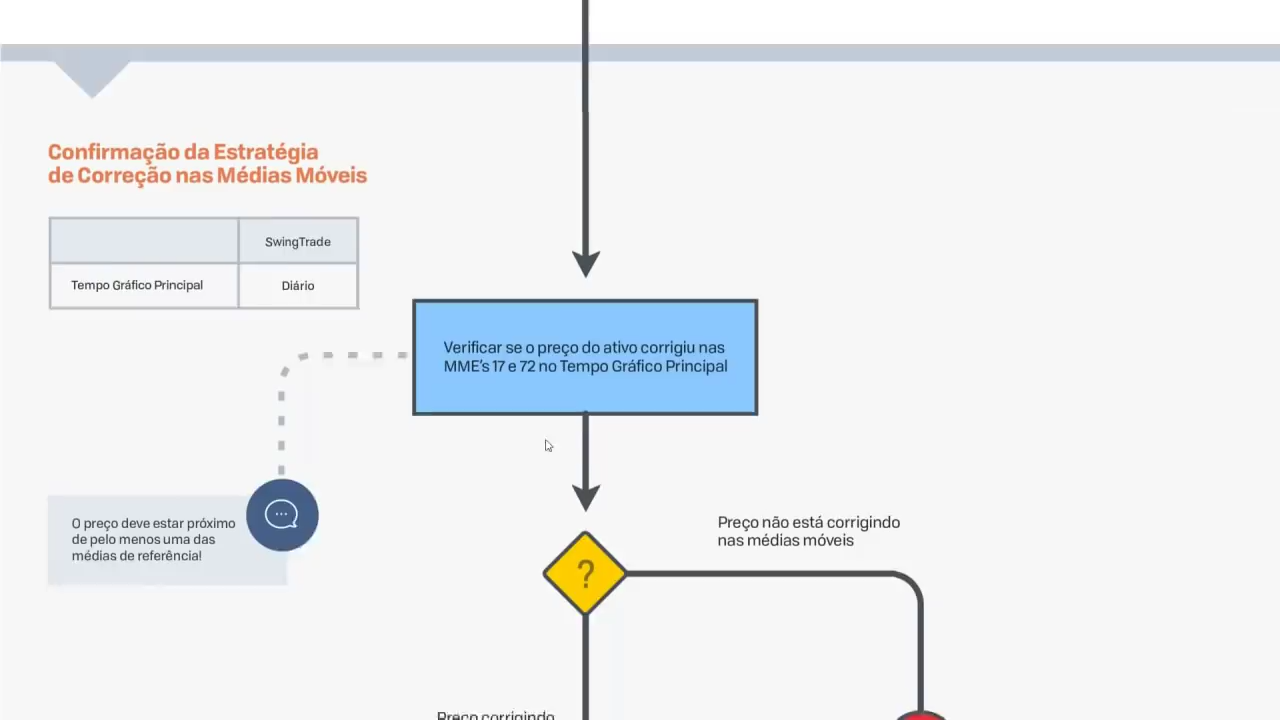 Confirmação da Estratégia
de Correção nas Médias Móveis
SwingTrade
Tempo Gráfico Principal
Diário
Verificar se o preço do ativo corrigiu nas
MME's 17 e 72 no Tempo Gráfico Principal
O preço deve estar próximo
de pelo menos uma das
médias de referência!
?
Preço não está corrigindo
nas médias móveis
Preço corrigindo